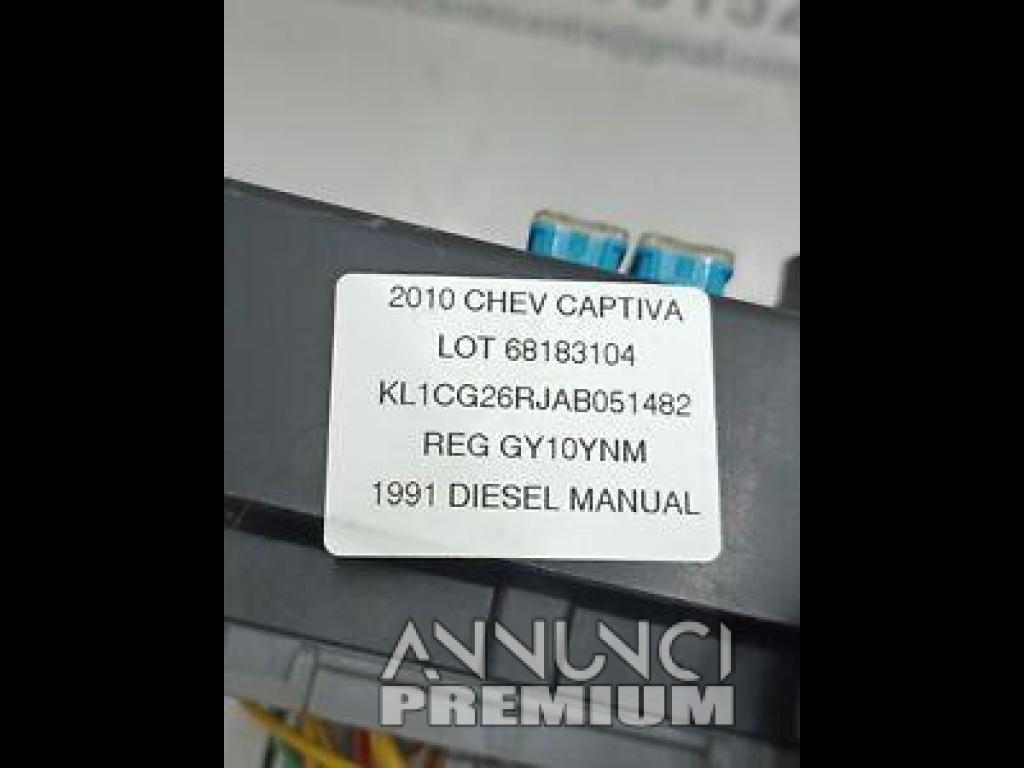 2010 CHEV CAPTIVA
LOT 68183104
KL1CG26RJAB051482
REG GY10YNM
1991 DIESEL MANUAL
ANNUNCI
PREMIUM